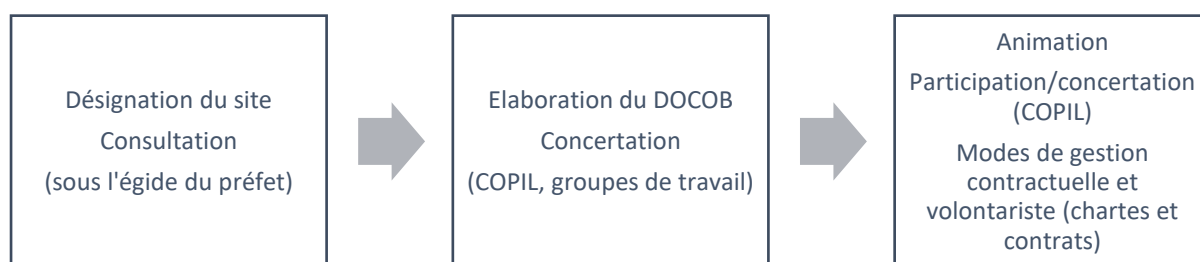 Désignation du site
Consultation
(sous l'égide du préfet)
Elaboration du DOCOB
Concertation
(COPIL, groupes de travail)
Animation
Participation/concertation
(COPIL)
Modes de gestion
contractuelle et
volontariste (chartes et
contrats)